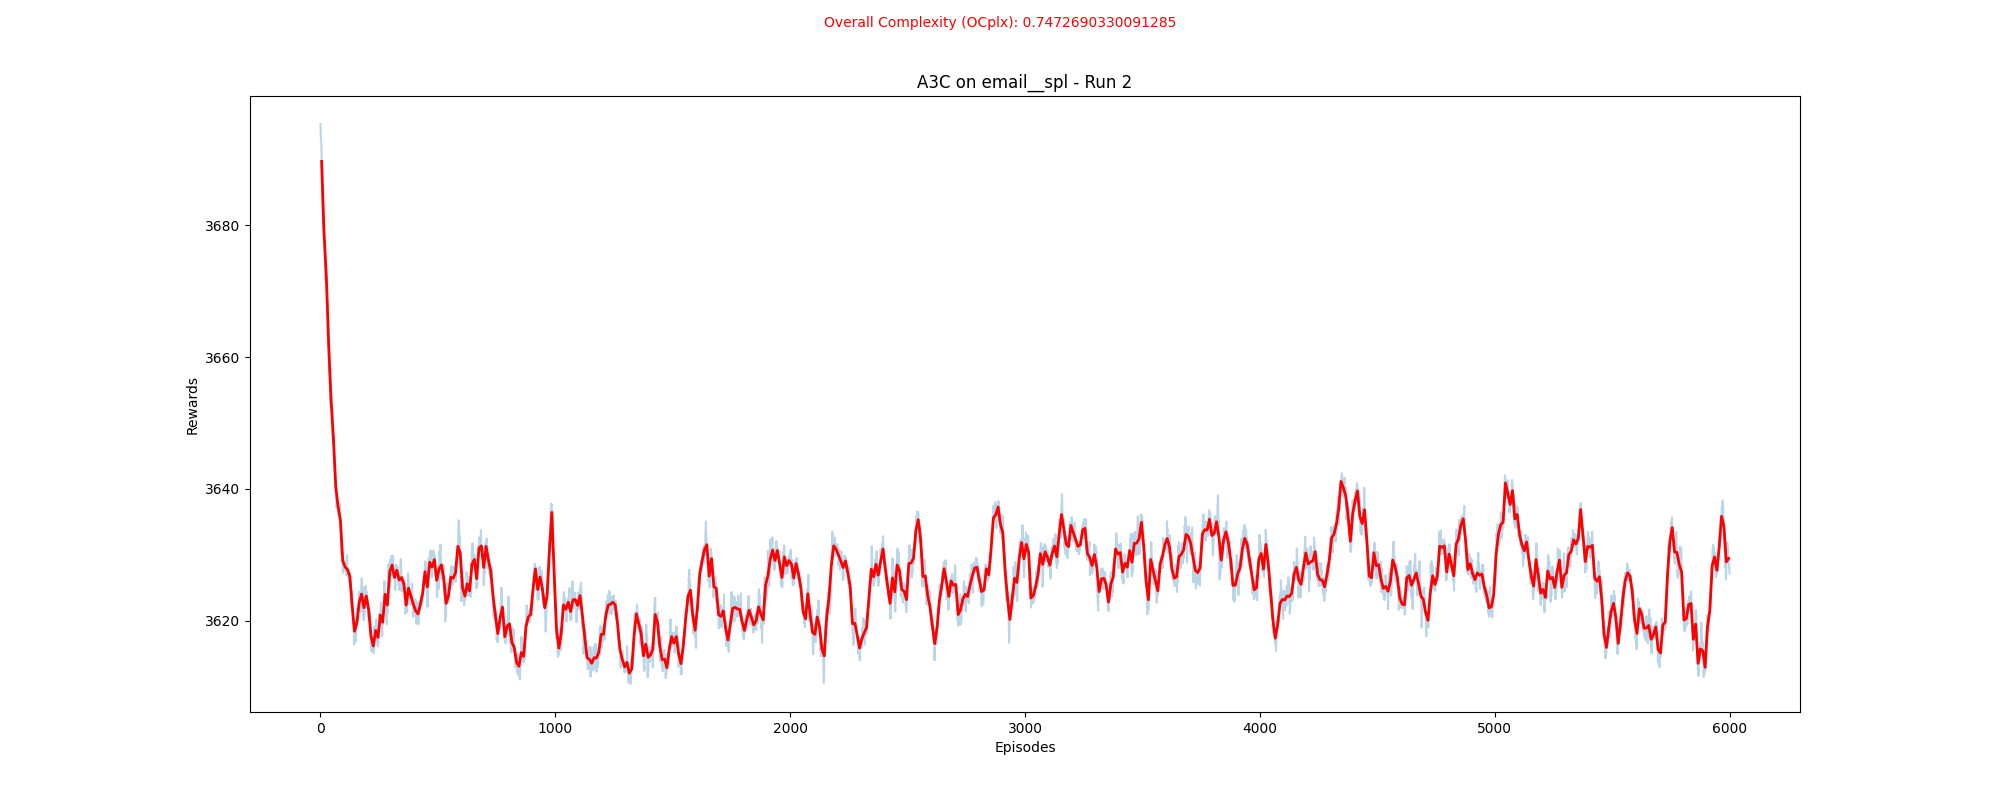 Overall Complexity (OCplx): 0.7472690330091285
A3C on email__spl - Run 2
3680
3660
3640
3620
Rewards
0 1000 2000 3000 4000 5000 6000
Episodes